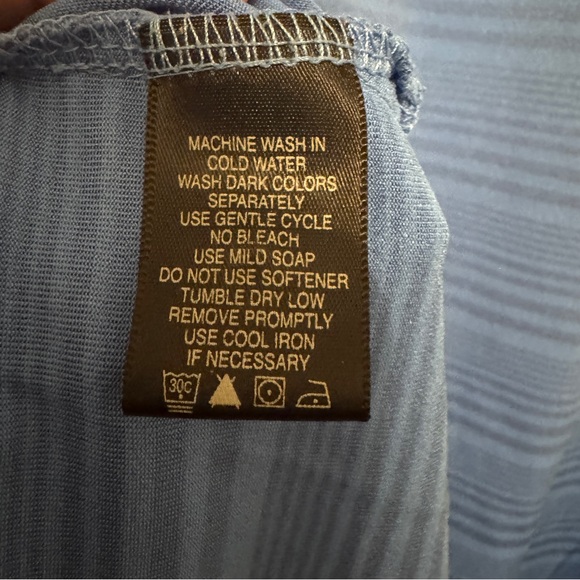 MACHINE WASH IN
COLD WATER
WASH DARK COLORS
SEPARATELY
USE GENTLE CYCLE
NO BLEACH
USE MILD SOAP
DO NOT USE SOFTENER
TUMBLE DRY LOW
REMOVE PROMPTLY
USE COOL IRON
IF NECESSARY
30C